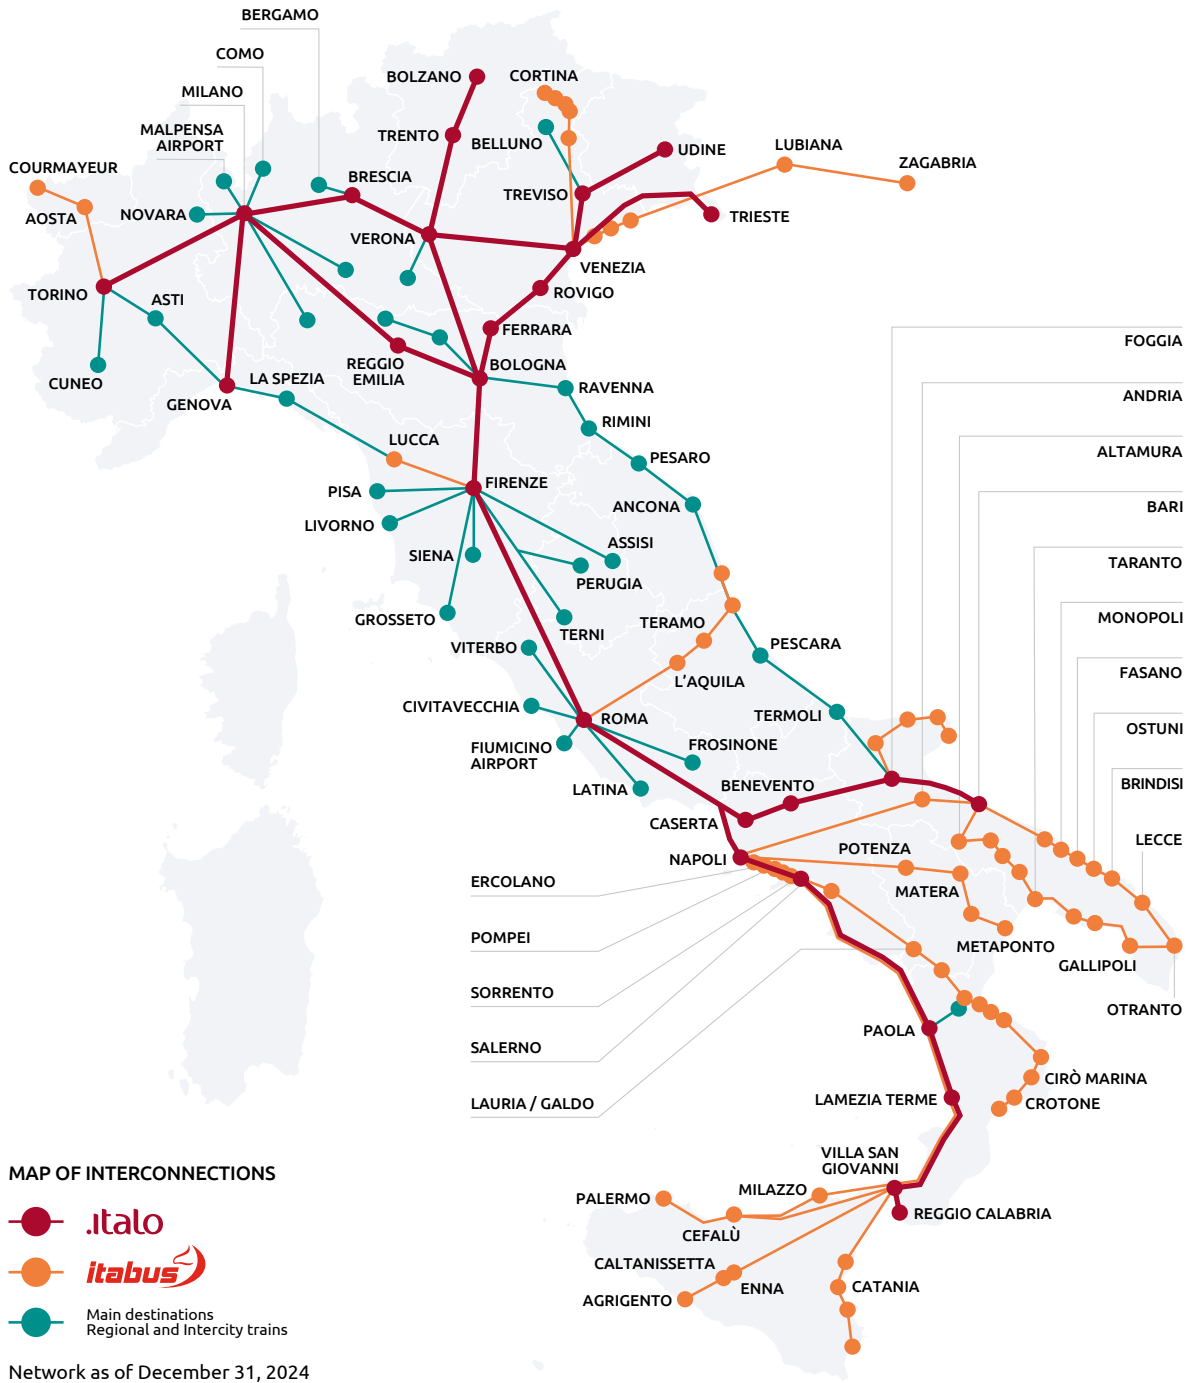 BERGAMO
COMO
MILANO
MALPENSA
AIRPORT
COURMAYEUR
AOSTA
NOVARA
TORINO
ASTI
CUNEO
GENOVA
LA SPEZIA
BOLZANO
TRENTO
BRESCIA
VERONA
CORTINA
BELLUNO
TREVISO
UDINE
LUBIANA
ZAGABRIA
TRIESTE
VENEZIA
ROVIGO
FERRARA
REGGIO
EMILIA
BOLOGNA
RAVENNA
RIMINI
PESARO
ANCONA
LUCCA
FIRENZE
PISA
LIVORNO
SIENA
GROSSETO
ASSISI
PERUGIA
TERNI
VITERBO
TERAMO
L'AQUILA
PESCARA
TERMOLI
CIVITAVECCHIA
ROMA
FIUMICINO
AIRPORT
FROSINONE
LATINA
BENEVENTO
CASERTA
NAPOLI
FOGGIA
ANDRIA
ALTAMURA
BARI
TARANTO
MONOPOLI
FASANO
OSTUNI
BRINDISI
LECCE
POTENZA
MATERA
METAPONTO
GALLIPOLI
OTRANTO
ERCOLANO
POMPEI
SORRENTO
SALERNO
LAURIA / GALDO
PAOLA
CIRÒ MARINA
CROTONE
LAMEZIA TERME
VILLA SAN
GIOVANNI
REGGIO CALABRIA
PALERMO
MILAZZO
CEFALÙ
CALTANISSETTA
ENNA
AGRIGENTO
CATANIA
MAP OF INTERCONNECTIONS
.italo
itabus
Main destinations
Regional and Intercity trains
Network as of December 31, 2024